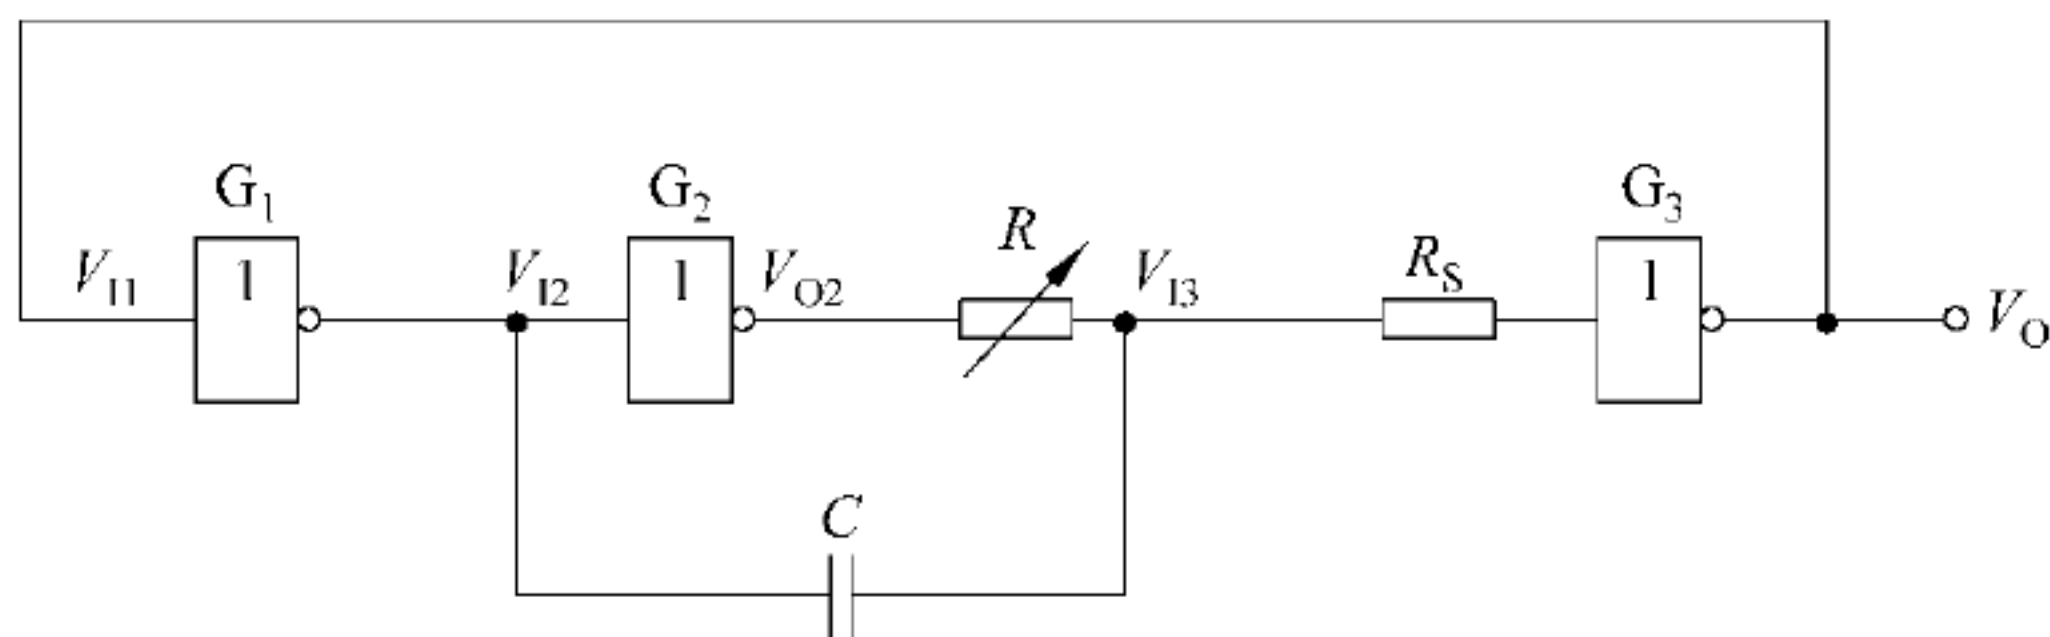 G₁
G₂
G₃
R
R_S
V_I1
1
V_I2
1
V_O2
V_I3
1
V_O
C